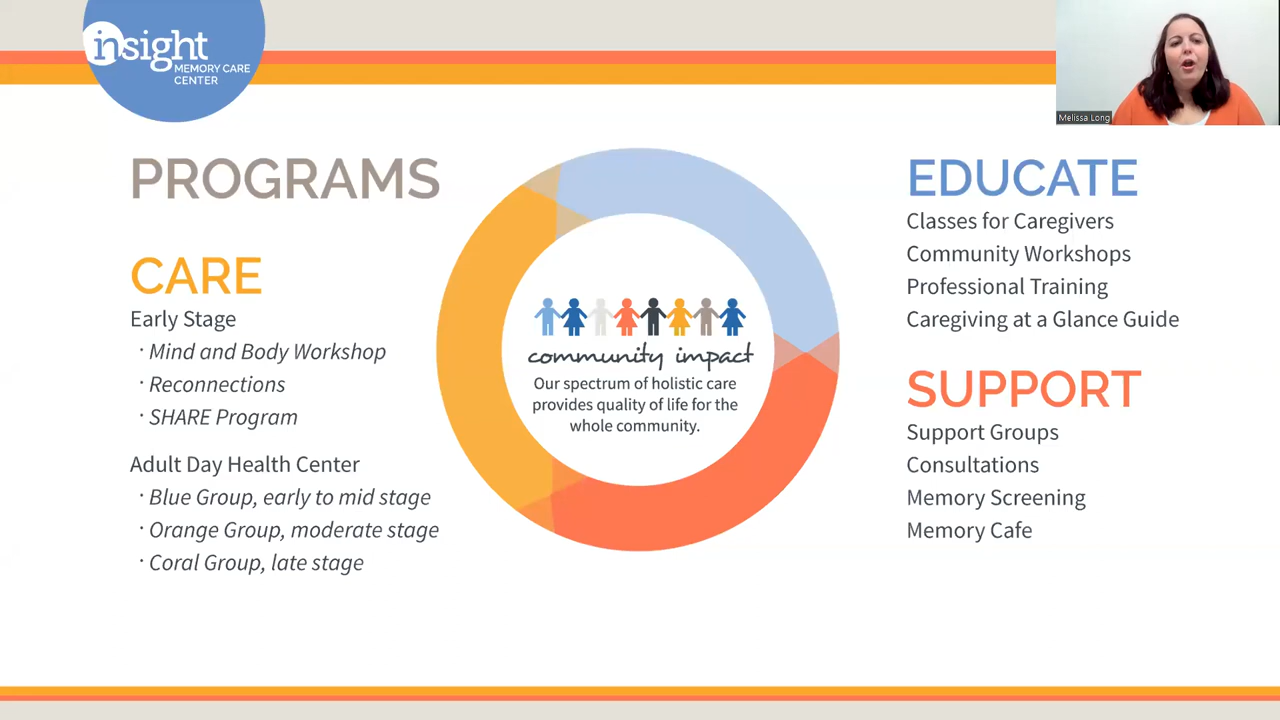 insight
MEMORY CARE
CENTER
Melissa Long
PROGRAMS
CARE
Early Stage
· Mind and Body Workshop
· Reconnections
· SHARE Program
Adult Day Health Center
· Blue Group, early to mid stage
· Orange Group, moderate stage
· Coral Group, late stage
community impact
Our spectrum of holistic care
provides quality of life for the
whole community.
EDUCATE
Classes for Caregivers
Community Workshops
Professional Training
Caregiving at a Glance Guide
SUPPORT
Support Groups
Consultations
Memory Screening
Memory Cafe